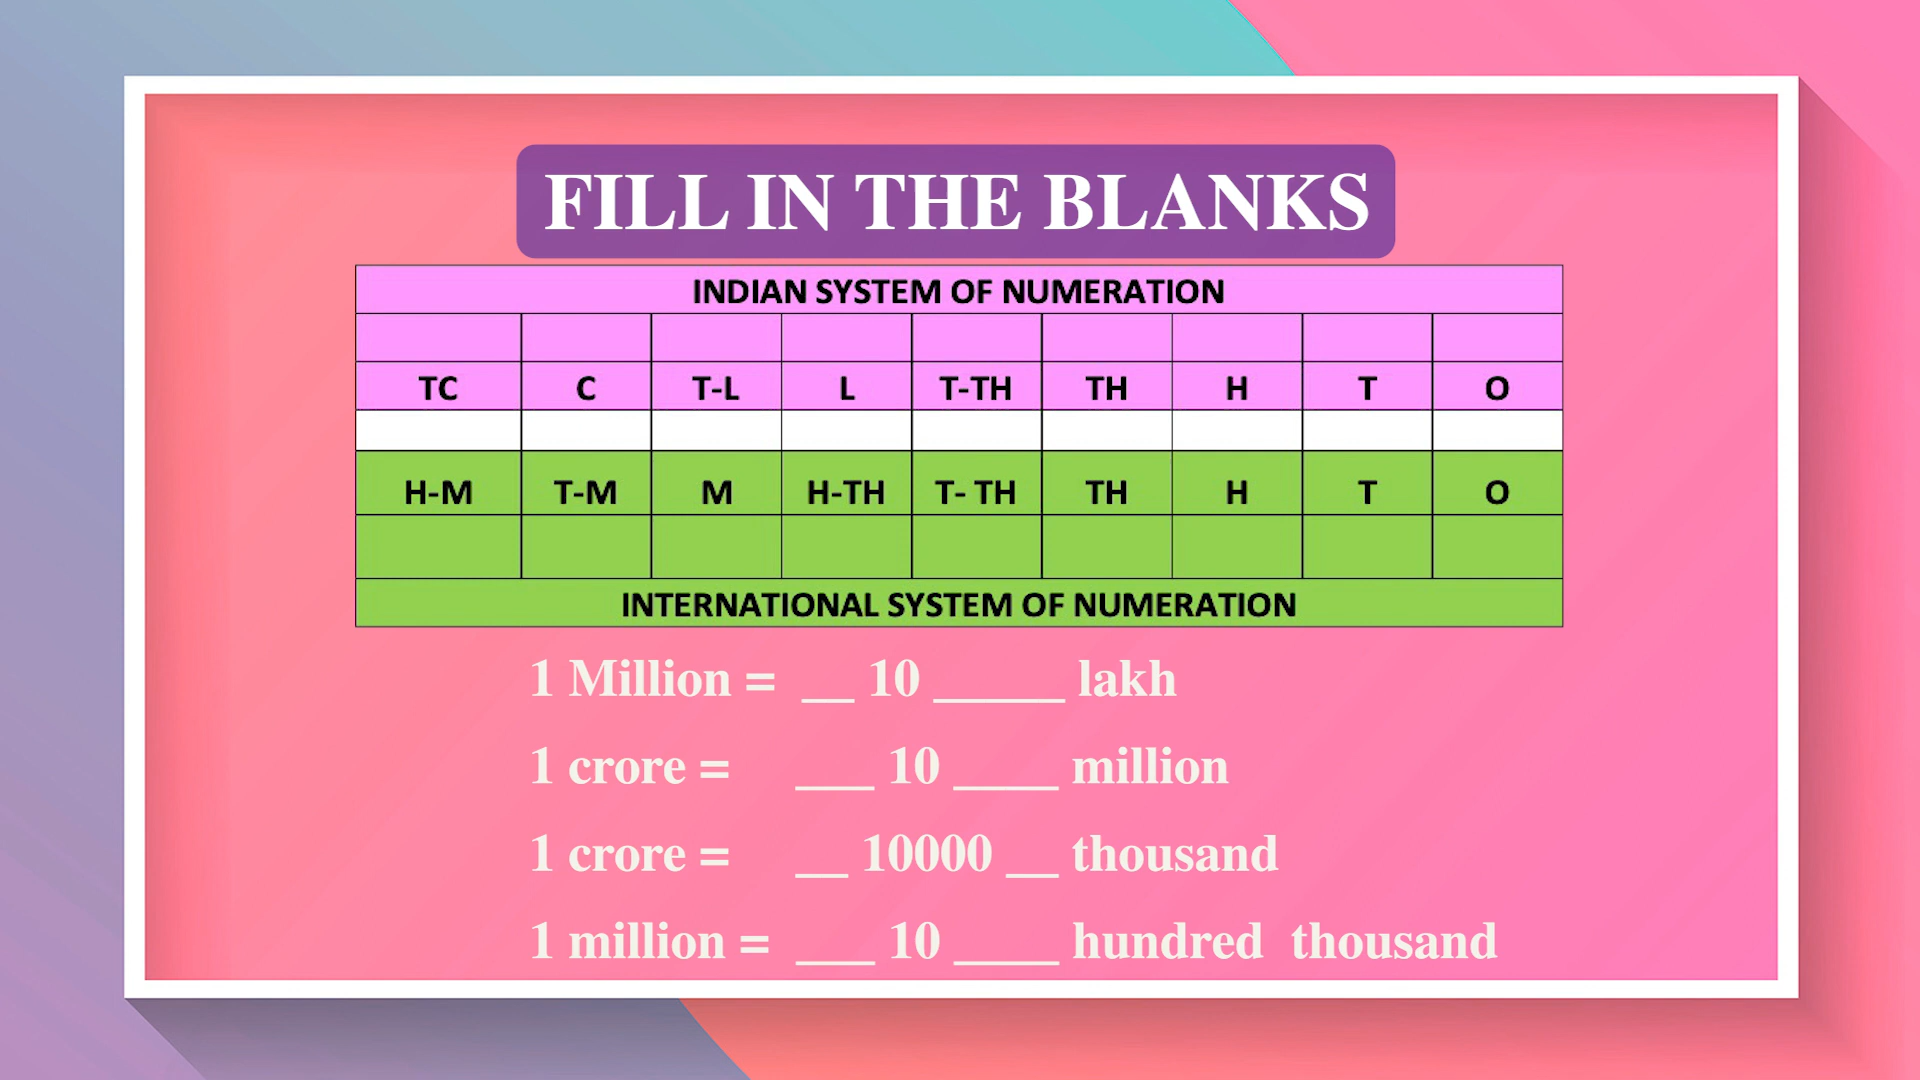 FILL IN THE BLANKS
INDIAN SYSTEM OF NUMERATION
TC C T-L L T-TH TH H T O
H-M T-M M H-TH T- TH TH H T O
INTERNATIONAL SYSTEM OF NUMERATION
1 Million = __ 10 _____ lakh
1 crore = ___ 10 ____ million
1 crore = __ 10000 __ thousand
1 million = ___ 10 ____ hundred thousand